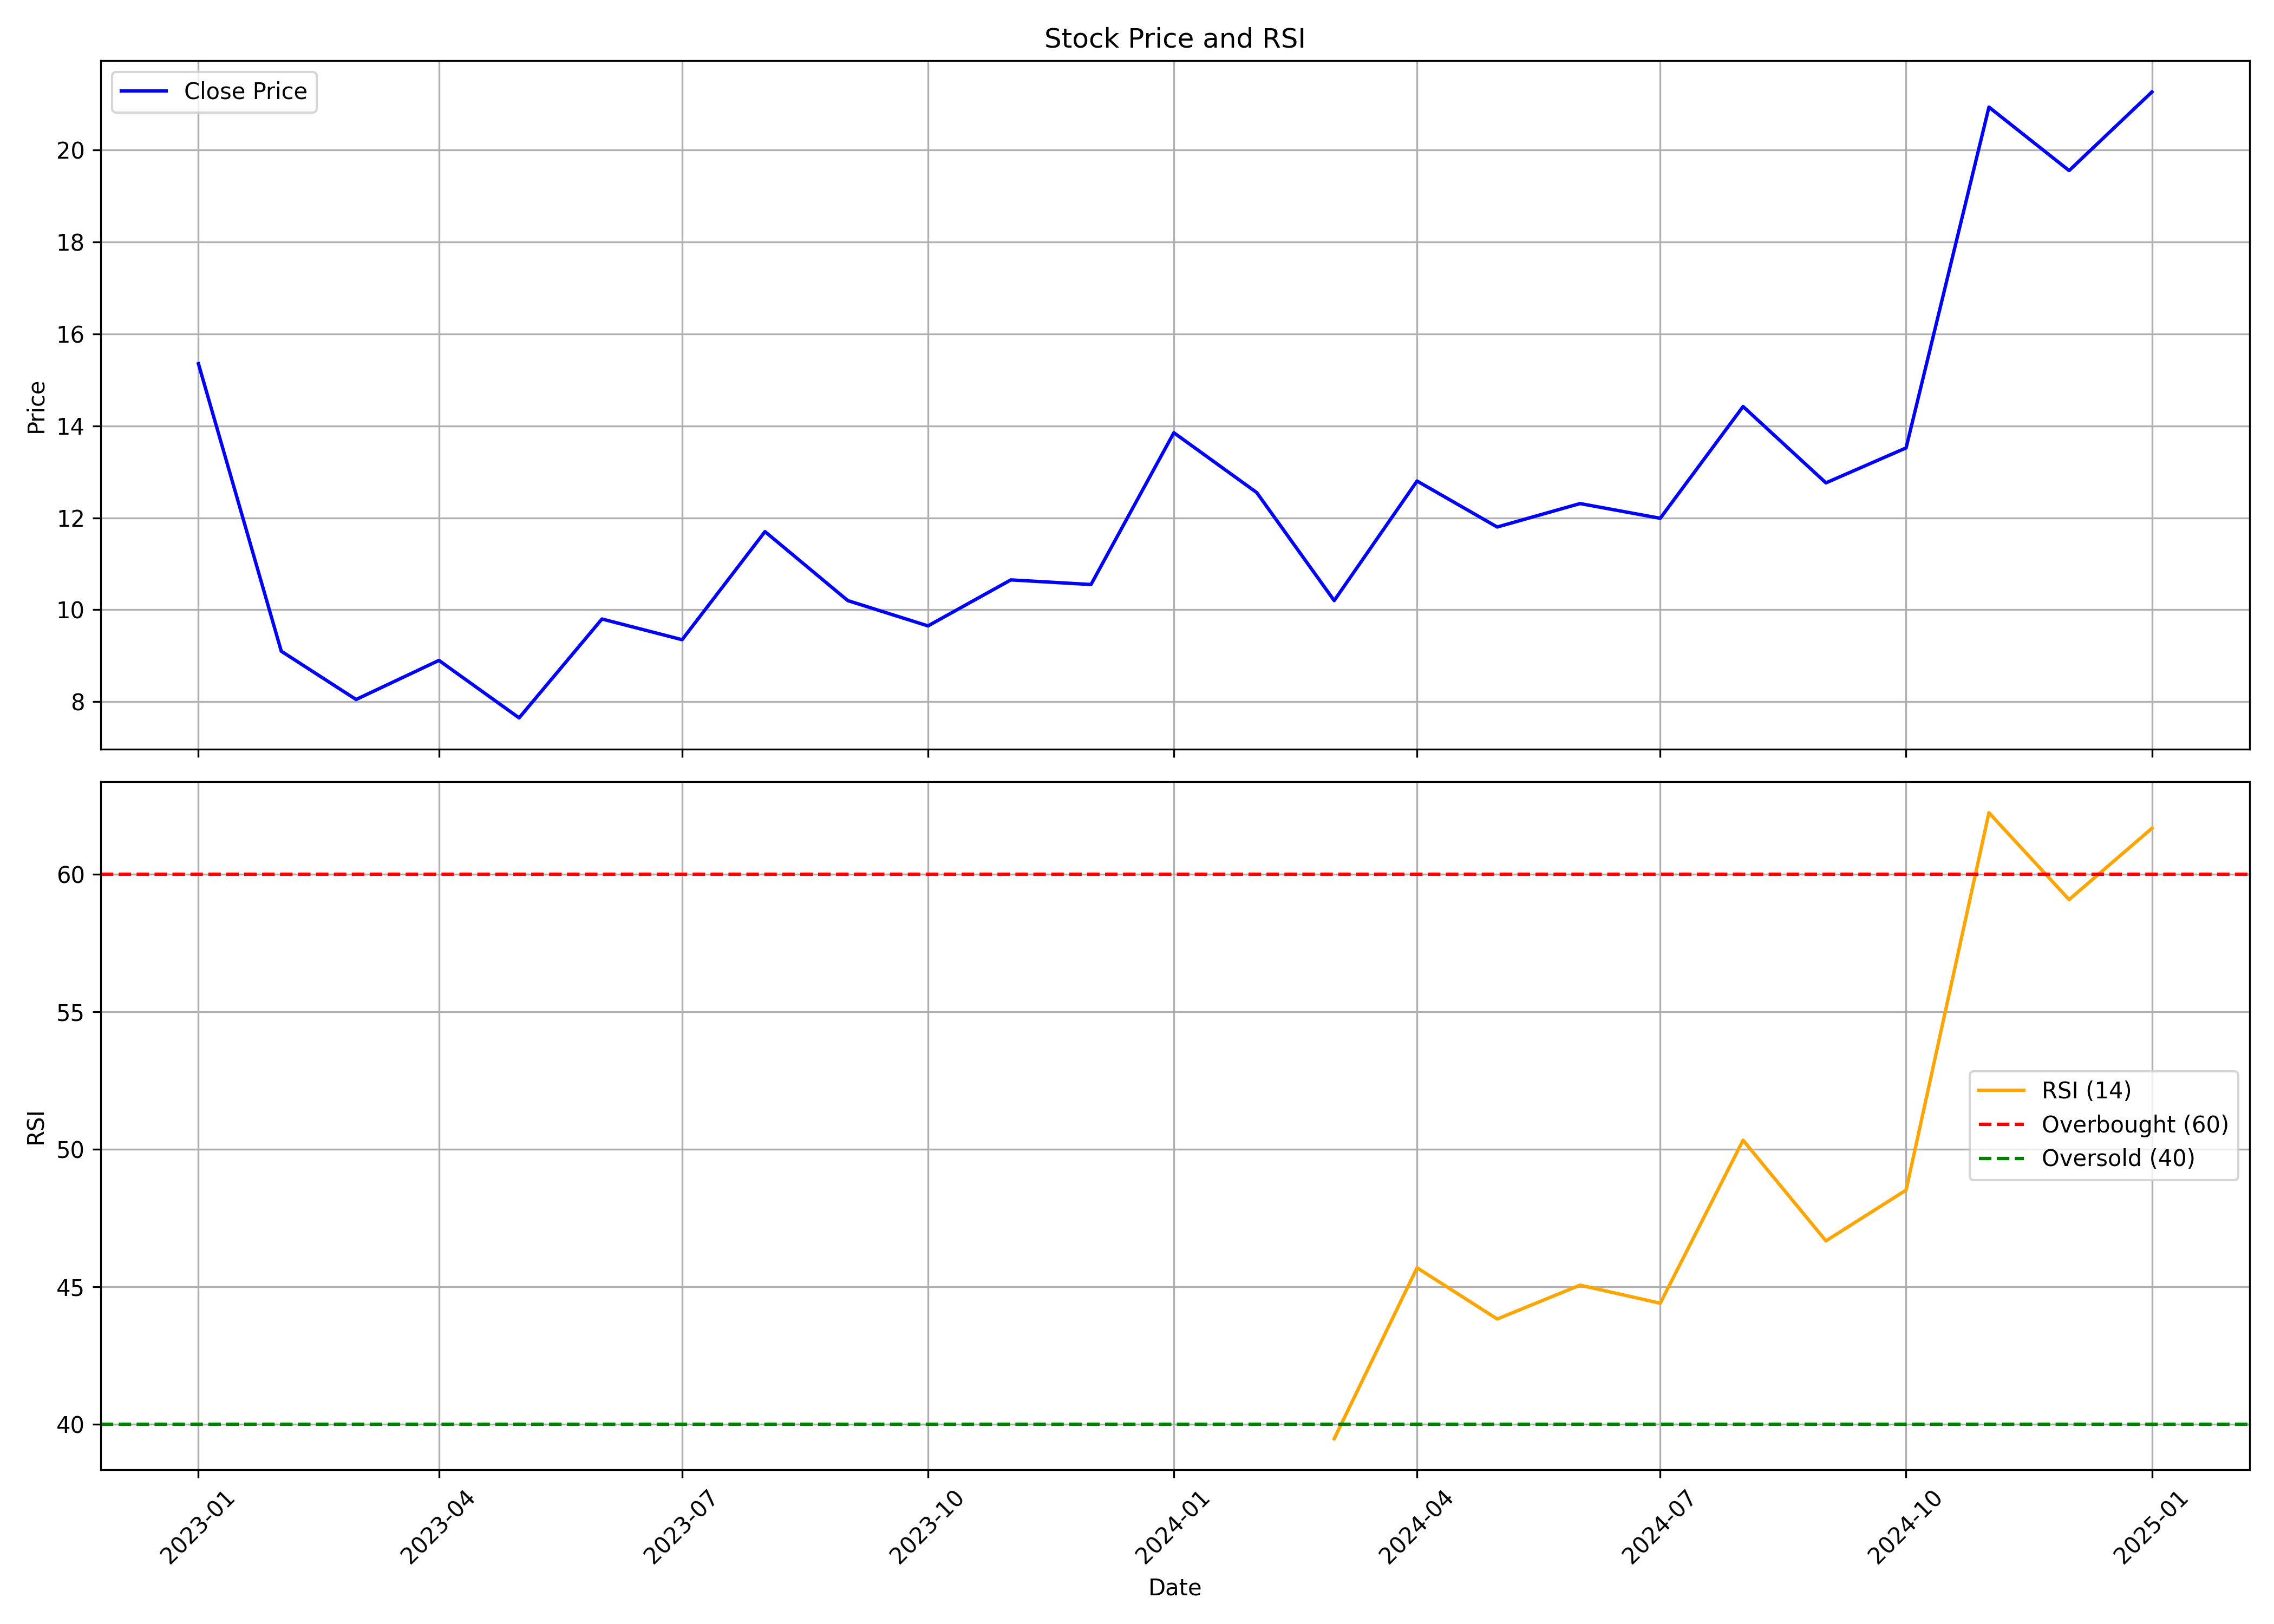 Stock Price and RSI
Close Price
Price
20
18
16
14
12
10
8
RSI
60
55
50
45
40
RSI (14)
Overbought (60)
Oversold (40)
2023-01
2023-04
2023-07
2023-10
2024-01
2024-04
2024-07
2024-10
2025-01
Date